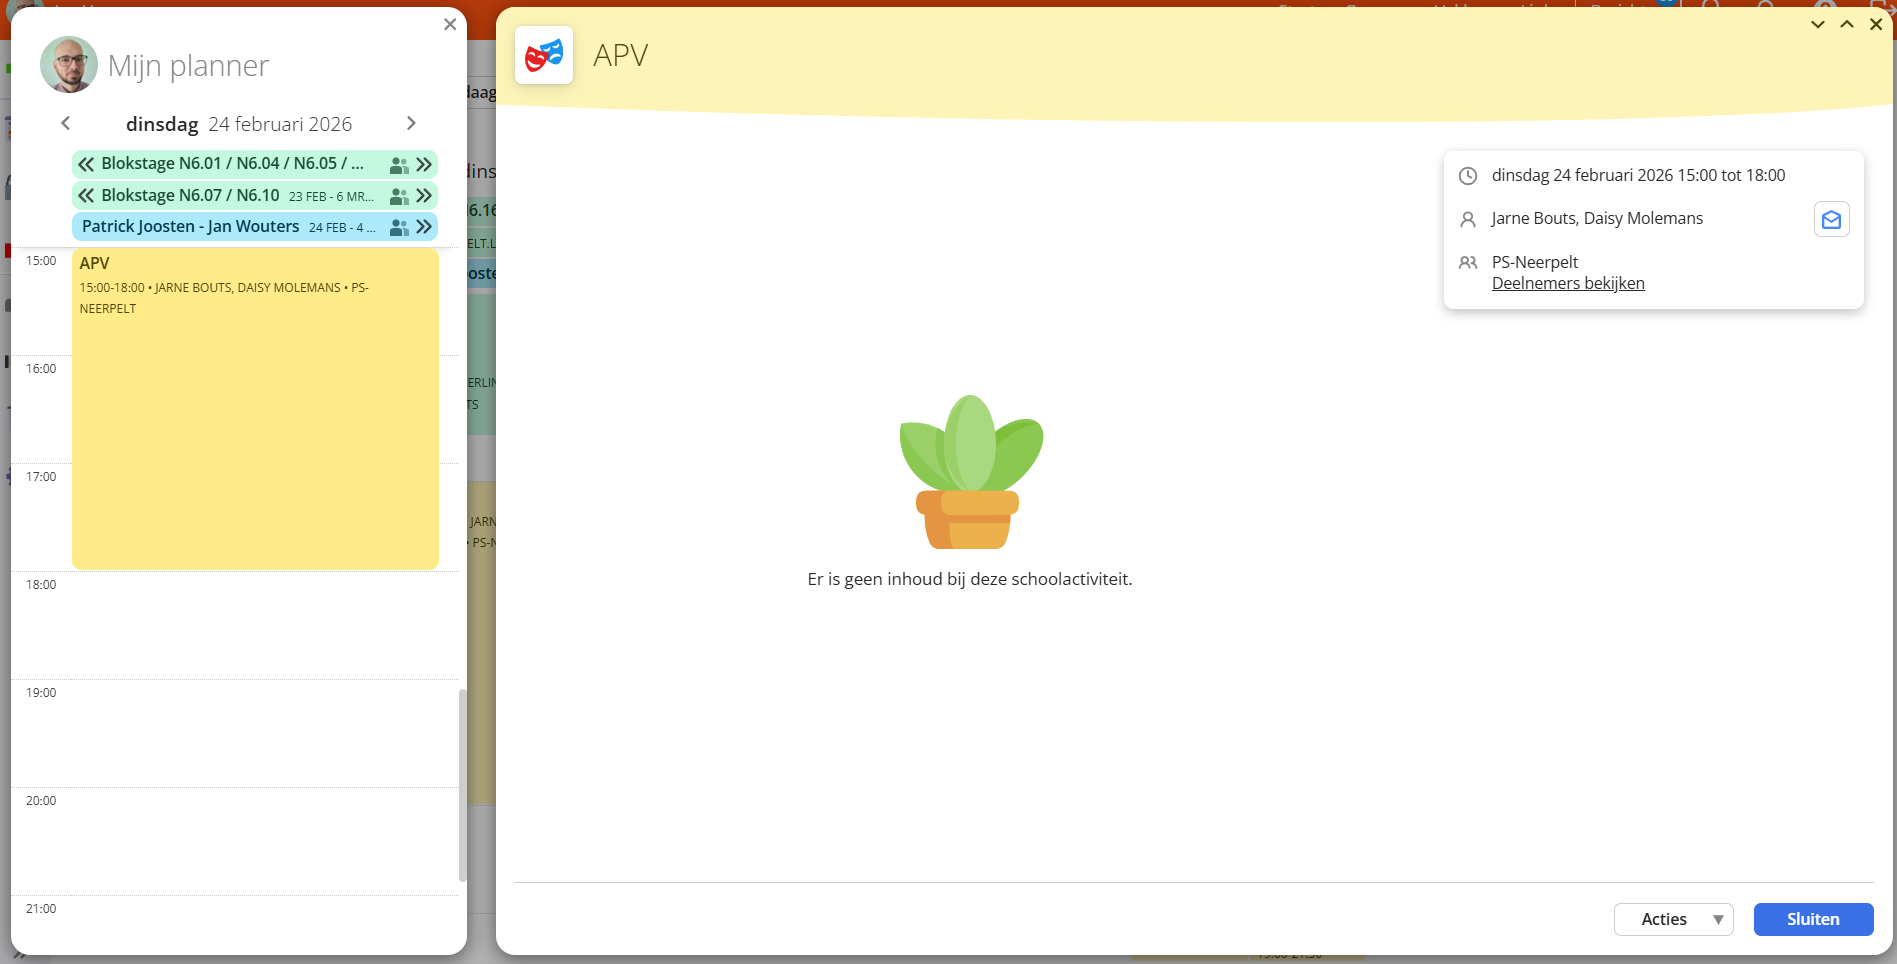 Mijn planner
dinsdag 24 februari 2026
Blokstage N6.01 / N6.04 / N6.05 / ...
Blokstage N6.07 / N6.10 23 FEB - 6 MR...
Patrick Joosten - Jan Wouters 24 FEB - 4 ...
15:00
APV
15:00-18:00 • JARNE BOUTS, DAISY MOLEMANS • PS-
NEERPELT
16:00
17:00
18:00
19:00
20:00
21:00
APV
dinsdag 24 februari 2026 15:00 tot 18:00
Jarne Bouts, Daisy Molemans
PS-Neerpelt
Deelnemers bekijken
Er is geen inhoud bij deze schoolactiviteit.
Acties
Sluiten